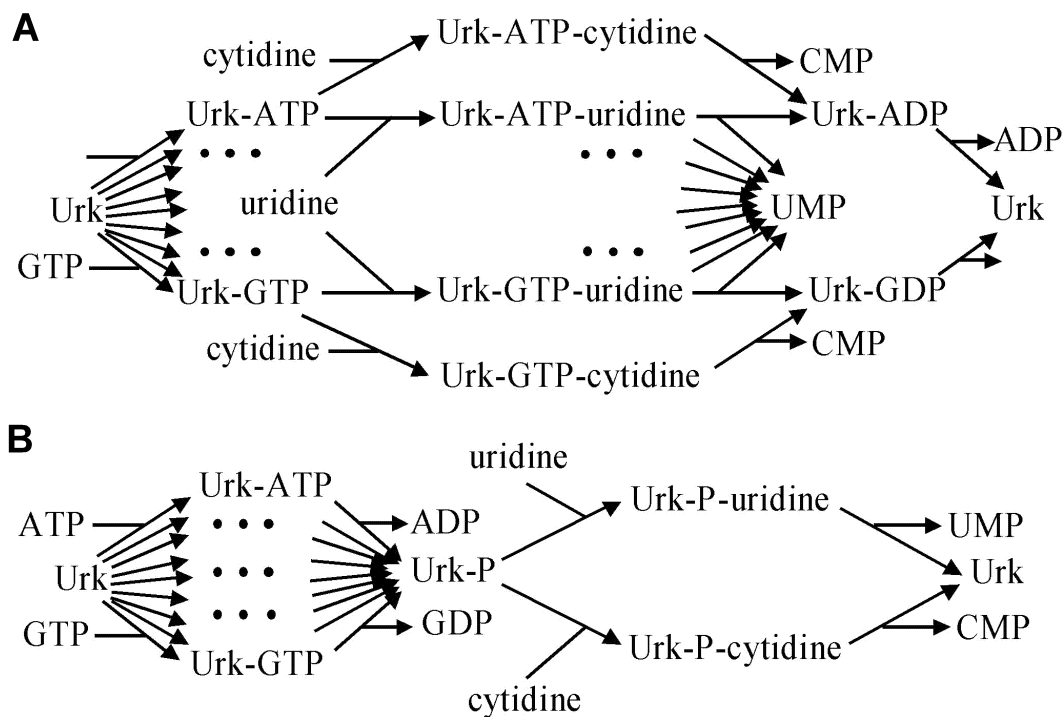 A
Urk-ATP-cytidine
cytidine
CMP
Urk-ATP
Urk-ATP-uridine
Urk-ADP
ADP
Urk
uridine
UMP
Urk
GTP
Urk-GTP
Urk-GTP-uridine
Urk-GDP
cytidine
CMP
Urk-GTP-cytidine
B
uridine
Urk-ATP
Urk-P-uridine
ATP
ADP
UMP
Urk
Urk-P
Urk
GTP
GDP
CMP
Urk-GTP
Urk-P-cytidine
cytidine